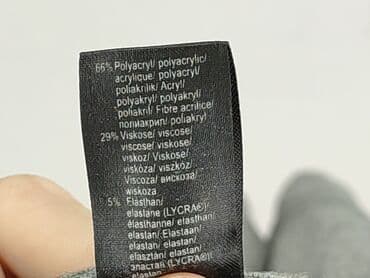 66% Polyacryl/ polyacrylic/
acrylique/ polyacryl/
poliakrilik/ Acryl/
polyakryl/ polyakryl/
poliakril/ Fibre acrilice/
полиакрил/ poliakryl
29% Viskose/ viscose/
viscose/ viskose/
viskoz/ Viskose/
viskóza/ viszkóz/
Viscoza/ вискоза/
wiskoza
5% Elasthan/
elastane (LYCRA®)/
élasthanne/ elasthan/
elastan/ Elastaan/
elastan/ elastan/
elasztán/ elastan/
эластан (LYCRA®)/